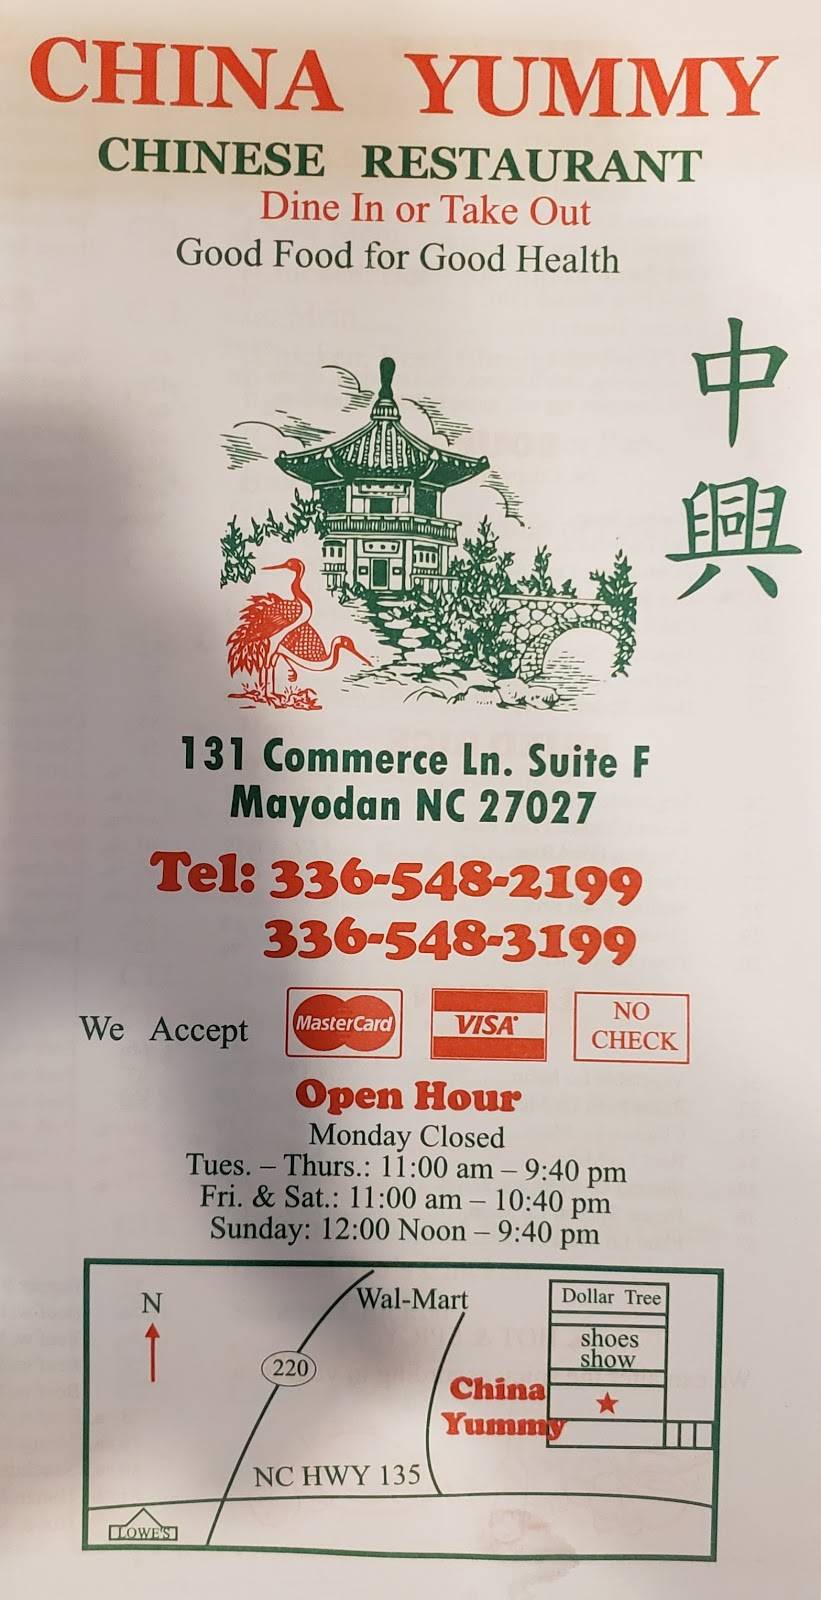 CHINA YUMMY
CHINESE RESTAURANT
Dine In or Take Out
Good Food for Good Health
中
興
131 Commerce Ln. Suite F
Mayodan NC 27027
Tel: 336-548-2199
336-548-3199
We Accept
MasterCard
VISA
NO
CHECK
Open Hour
Monday Closed
Tues. – Thurs.: 11:00 am – 9:40 pm
Fri. & Sat.: 11:00 am – 10:40 pm
Sunday: 12:00 Noon – 9:40 pm
N
Wal-Mart
Dollar Tree
shoes
show
220
China
Yummy
NC HWY 135
LOWE'S